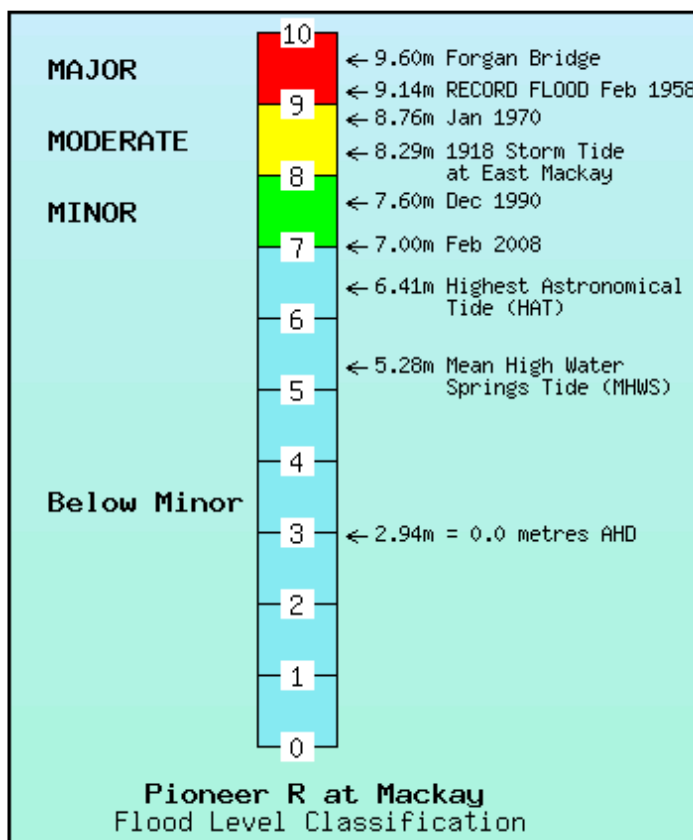 10
MAJOR
← 9.60m Forgan Bridge
← 9.14m RECORD FLOOD Feb 1958
9
← 8.76m Jan 1970
MODERATE
← 8.29m 1918 Storm Tide
at East Mackay
8
← 7.60m Dec 1990
MINOR
7
← 7.00m Feb 2008
← 6.41m Highest Astronomical
Tide (HAT)
6
← 5.28m Mean High Water
Springs Tide (MHWS)
5
4
Below Minor
3
← 2.94m = 0.0 metres AHD
2
1
0
Pioneer R at Mackay
Flood Level Classification